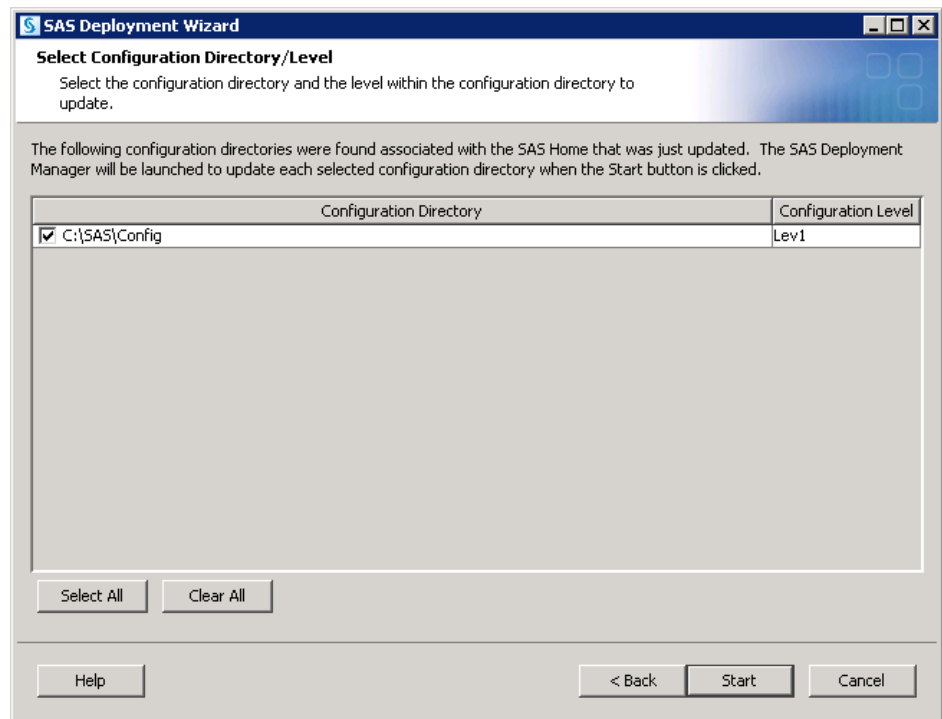 SAS Deployment Wizard
Select Configuration Directory/Level
Select the configuration directory and the level within the configuration directory to
update.
The following configuration directories were found associated with the SAS Home that was just updated. The SAS Deployment
Manager will be launched to update each selected configuration directory when the Start button is clicked.
Configuration Directory Configuration Level
C:\SAS\Config Lev1
Select All Clear All
Help < Back Start Cancel